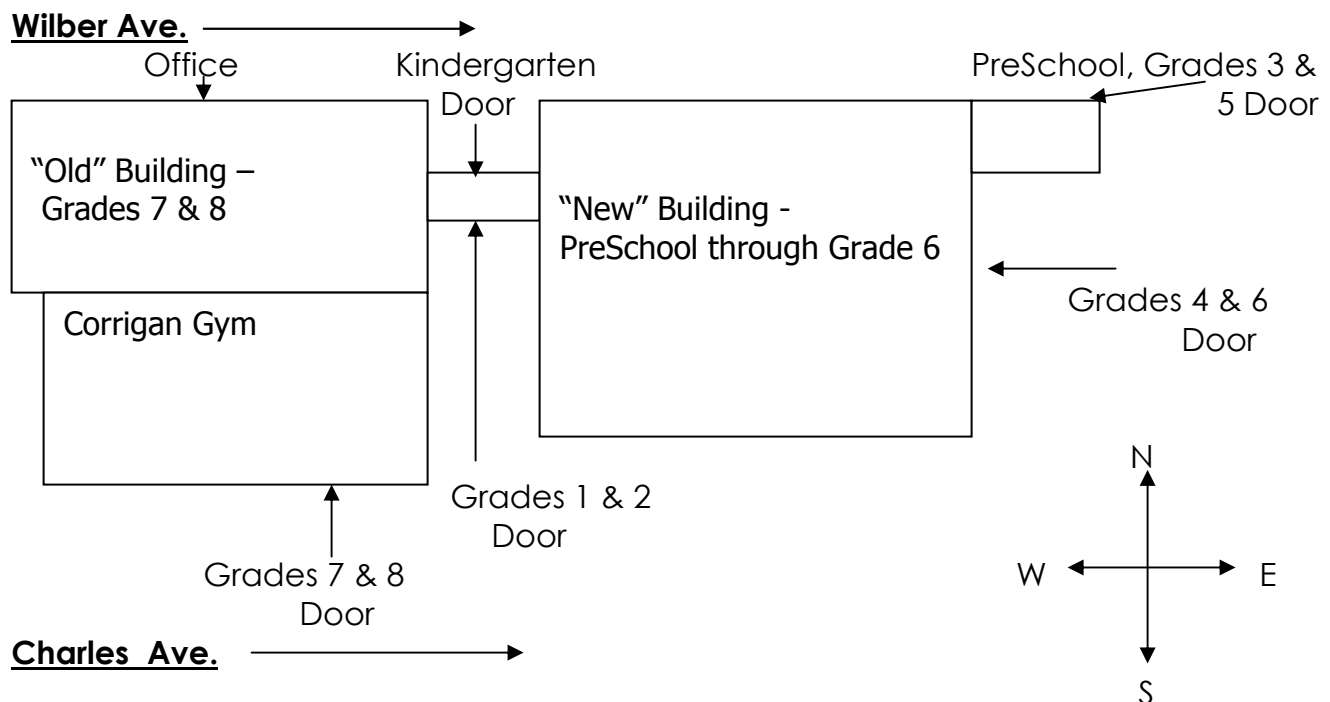 Wilber Ave.
Office
Kindergarten
Door
PreSchool, Grades 3 &
5 Door
“Old” Building –
Grades 7 & 8
“New” Building -
PreSchool through Grade 6
Grades 4 & 6
Door
Corrigan Gym
Grades 1 & 2
Door
Grades 7 & 8
Door
N
W
E
S
Charles Ave.